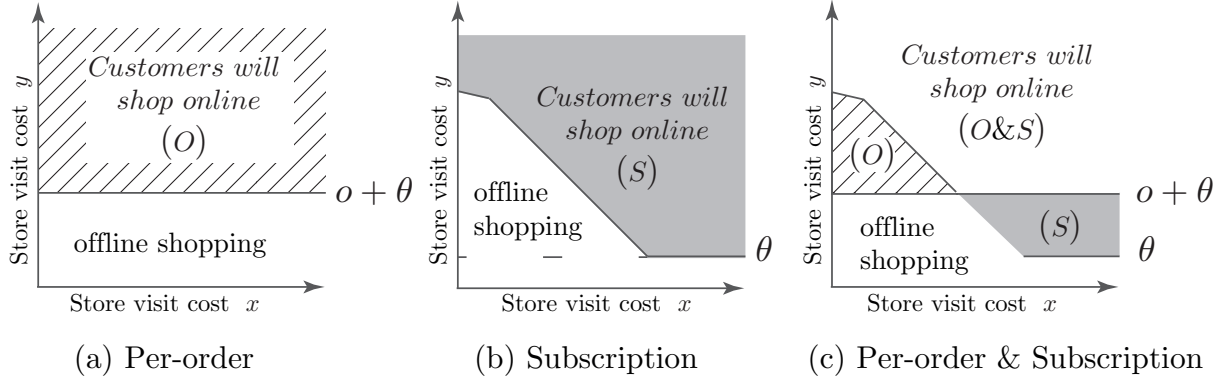 Store visit cost y
Customers will
shop online
(O)
o + θ
offline shopping
Store visit cost x
(a) Per-order
Store visit cost y
Customers will
shop online
(S)
offline
shopping
θ
Store visit cost x
(b) Subscription
Store visit cost y
Customers will
shop online
(O&S)
(O)
o + θ
offline
shopping
(S)
θ
Store visit cost x
(c) Per-order & Subscription